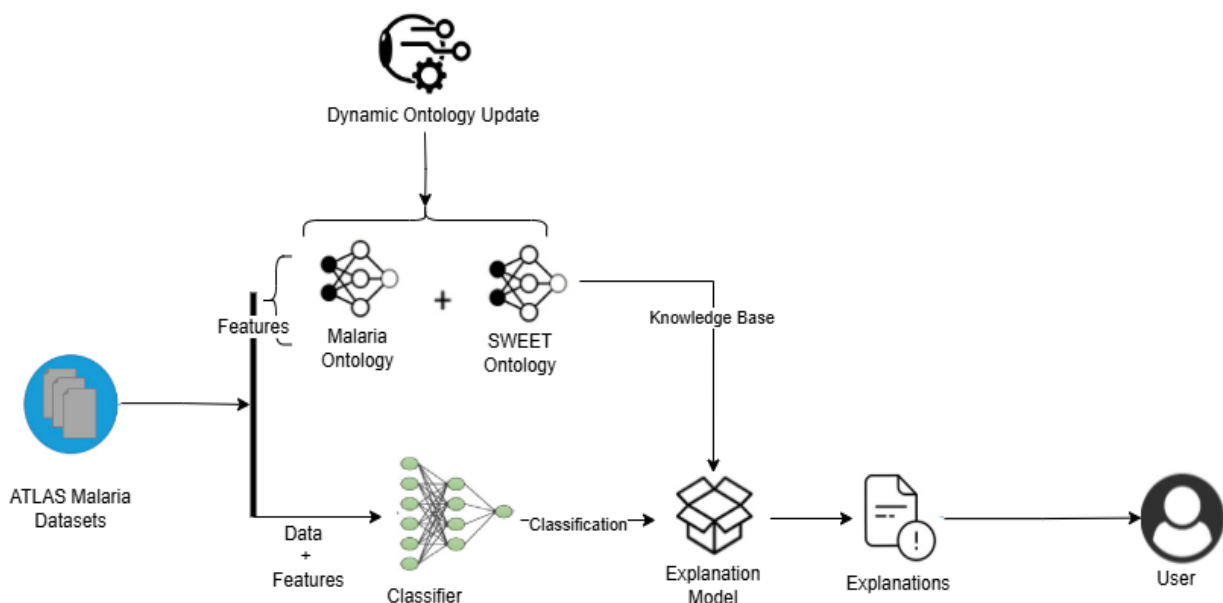 Dynamic Ontology Update
Features
Malaria
Ontology
+
SWEET
Ontology
Knowledge Base
ATLAS Malaria
Datasets
Data
+
Features
Classifier
Classification
Explanation
Model
!
Explanations
User